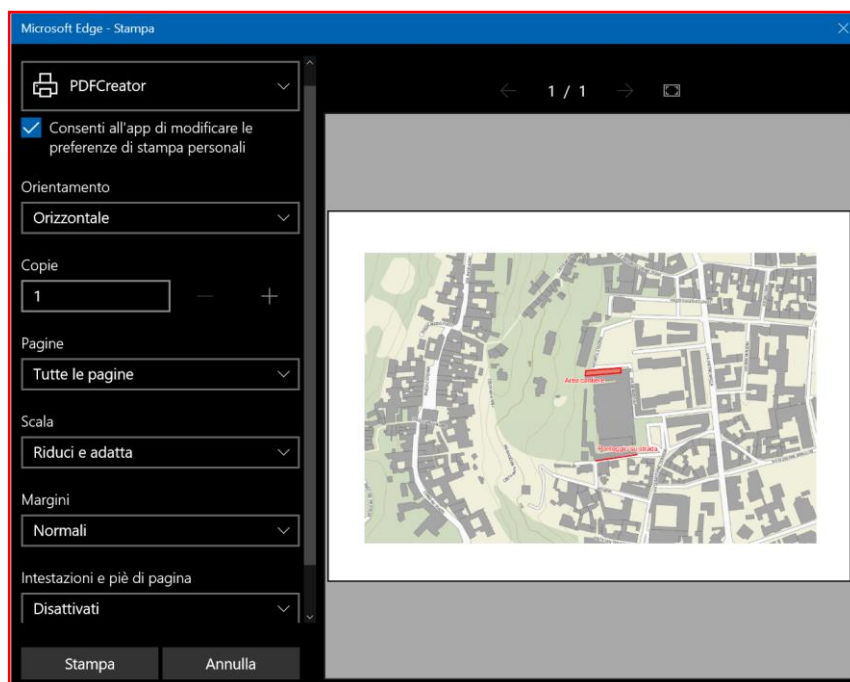 Microsoft Edge - Stampa
PDFCreator
Consenti all'app di modificare le
preferenze di stampa personali
Orientamento
Orizzontale
Copie
1
Pagine
Tutte le pagine
Scala
Riduci e adatta
Margini
Normali
Intestazioni e piè di pagina
Disattivati
Stampa
Annulla
1 / 1
Area cantiere